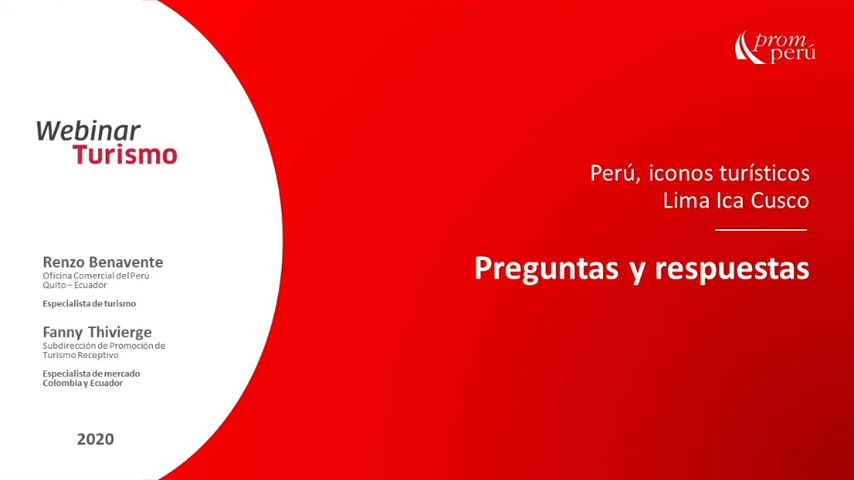 prom
perú
Webinar
Turismo
Perú, iconos turísticos
Lima Ica Cusco
Preguntas y respuestas
Renzo Benavente
Oficina Comercial del Perú
Quito – Ecuador
Especialista de turismo
Fanny Thivierge
Subdirección de Promoción de
Turismo Receptivo
Especialista de mercado
Colombia y Ecuador
2020